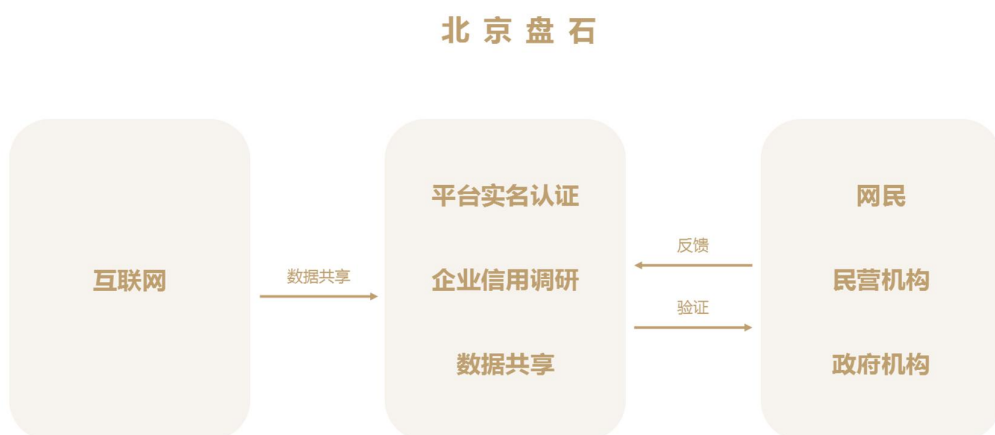 北京盘石
互联网
数据共享
平台实名认证
企业信用调研
数据共享
反馈
验证
网民
民营机构
政府机构